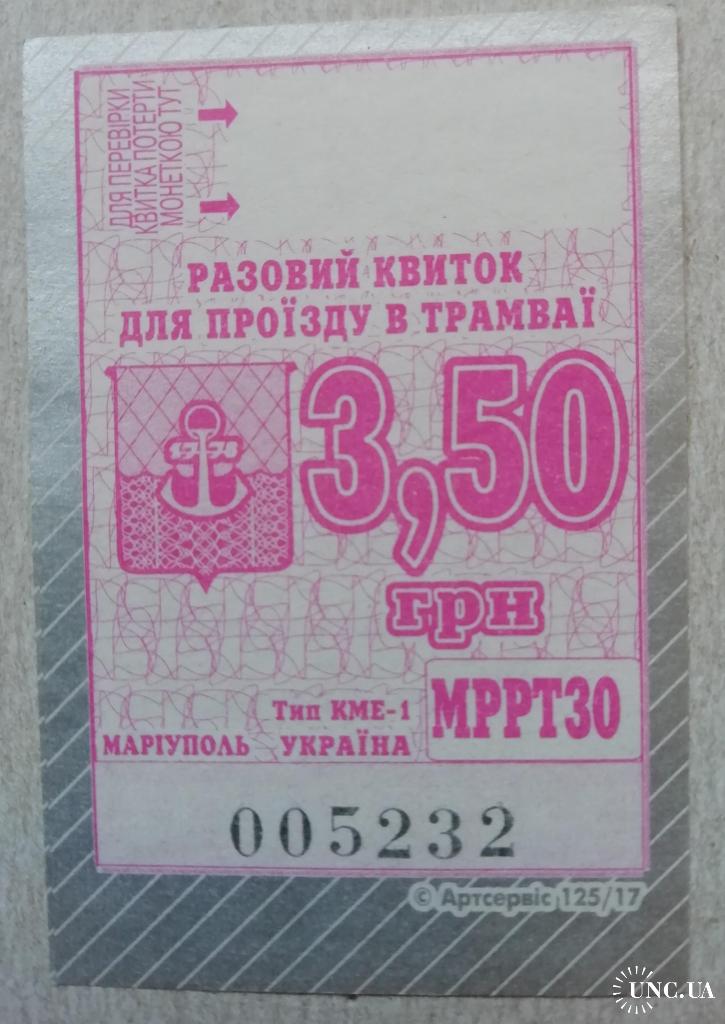 ДЛЯ ПЕРЕВІРКИ
КВИТКА ПОТЕРТИ
МОНЕТКОЮ ТУТ
РАЗОВИЙ КВИТОК
ДЛЯ ПРОЇЗДУ В ТРАМВАЇ
1778
3,50
грн
Тип КМЕ-1
МАРІУПОЛЬ УКРАЇНА
МРРТ30
005232
© Артсервіс 125/17
UNC.UA